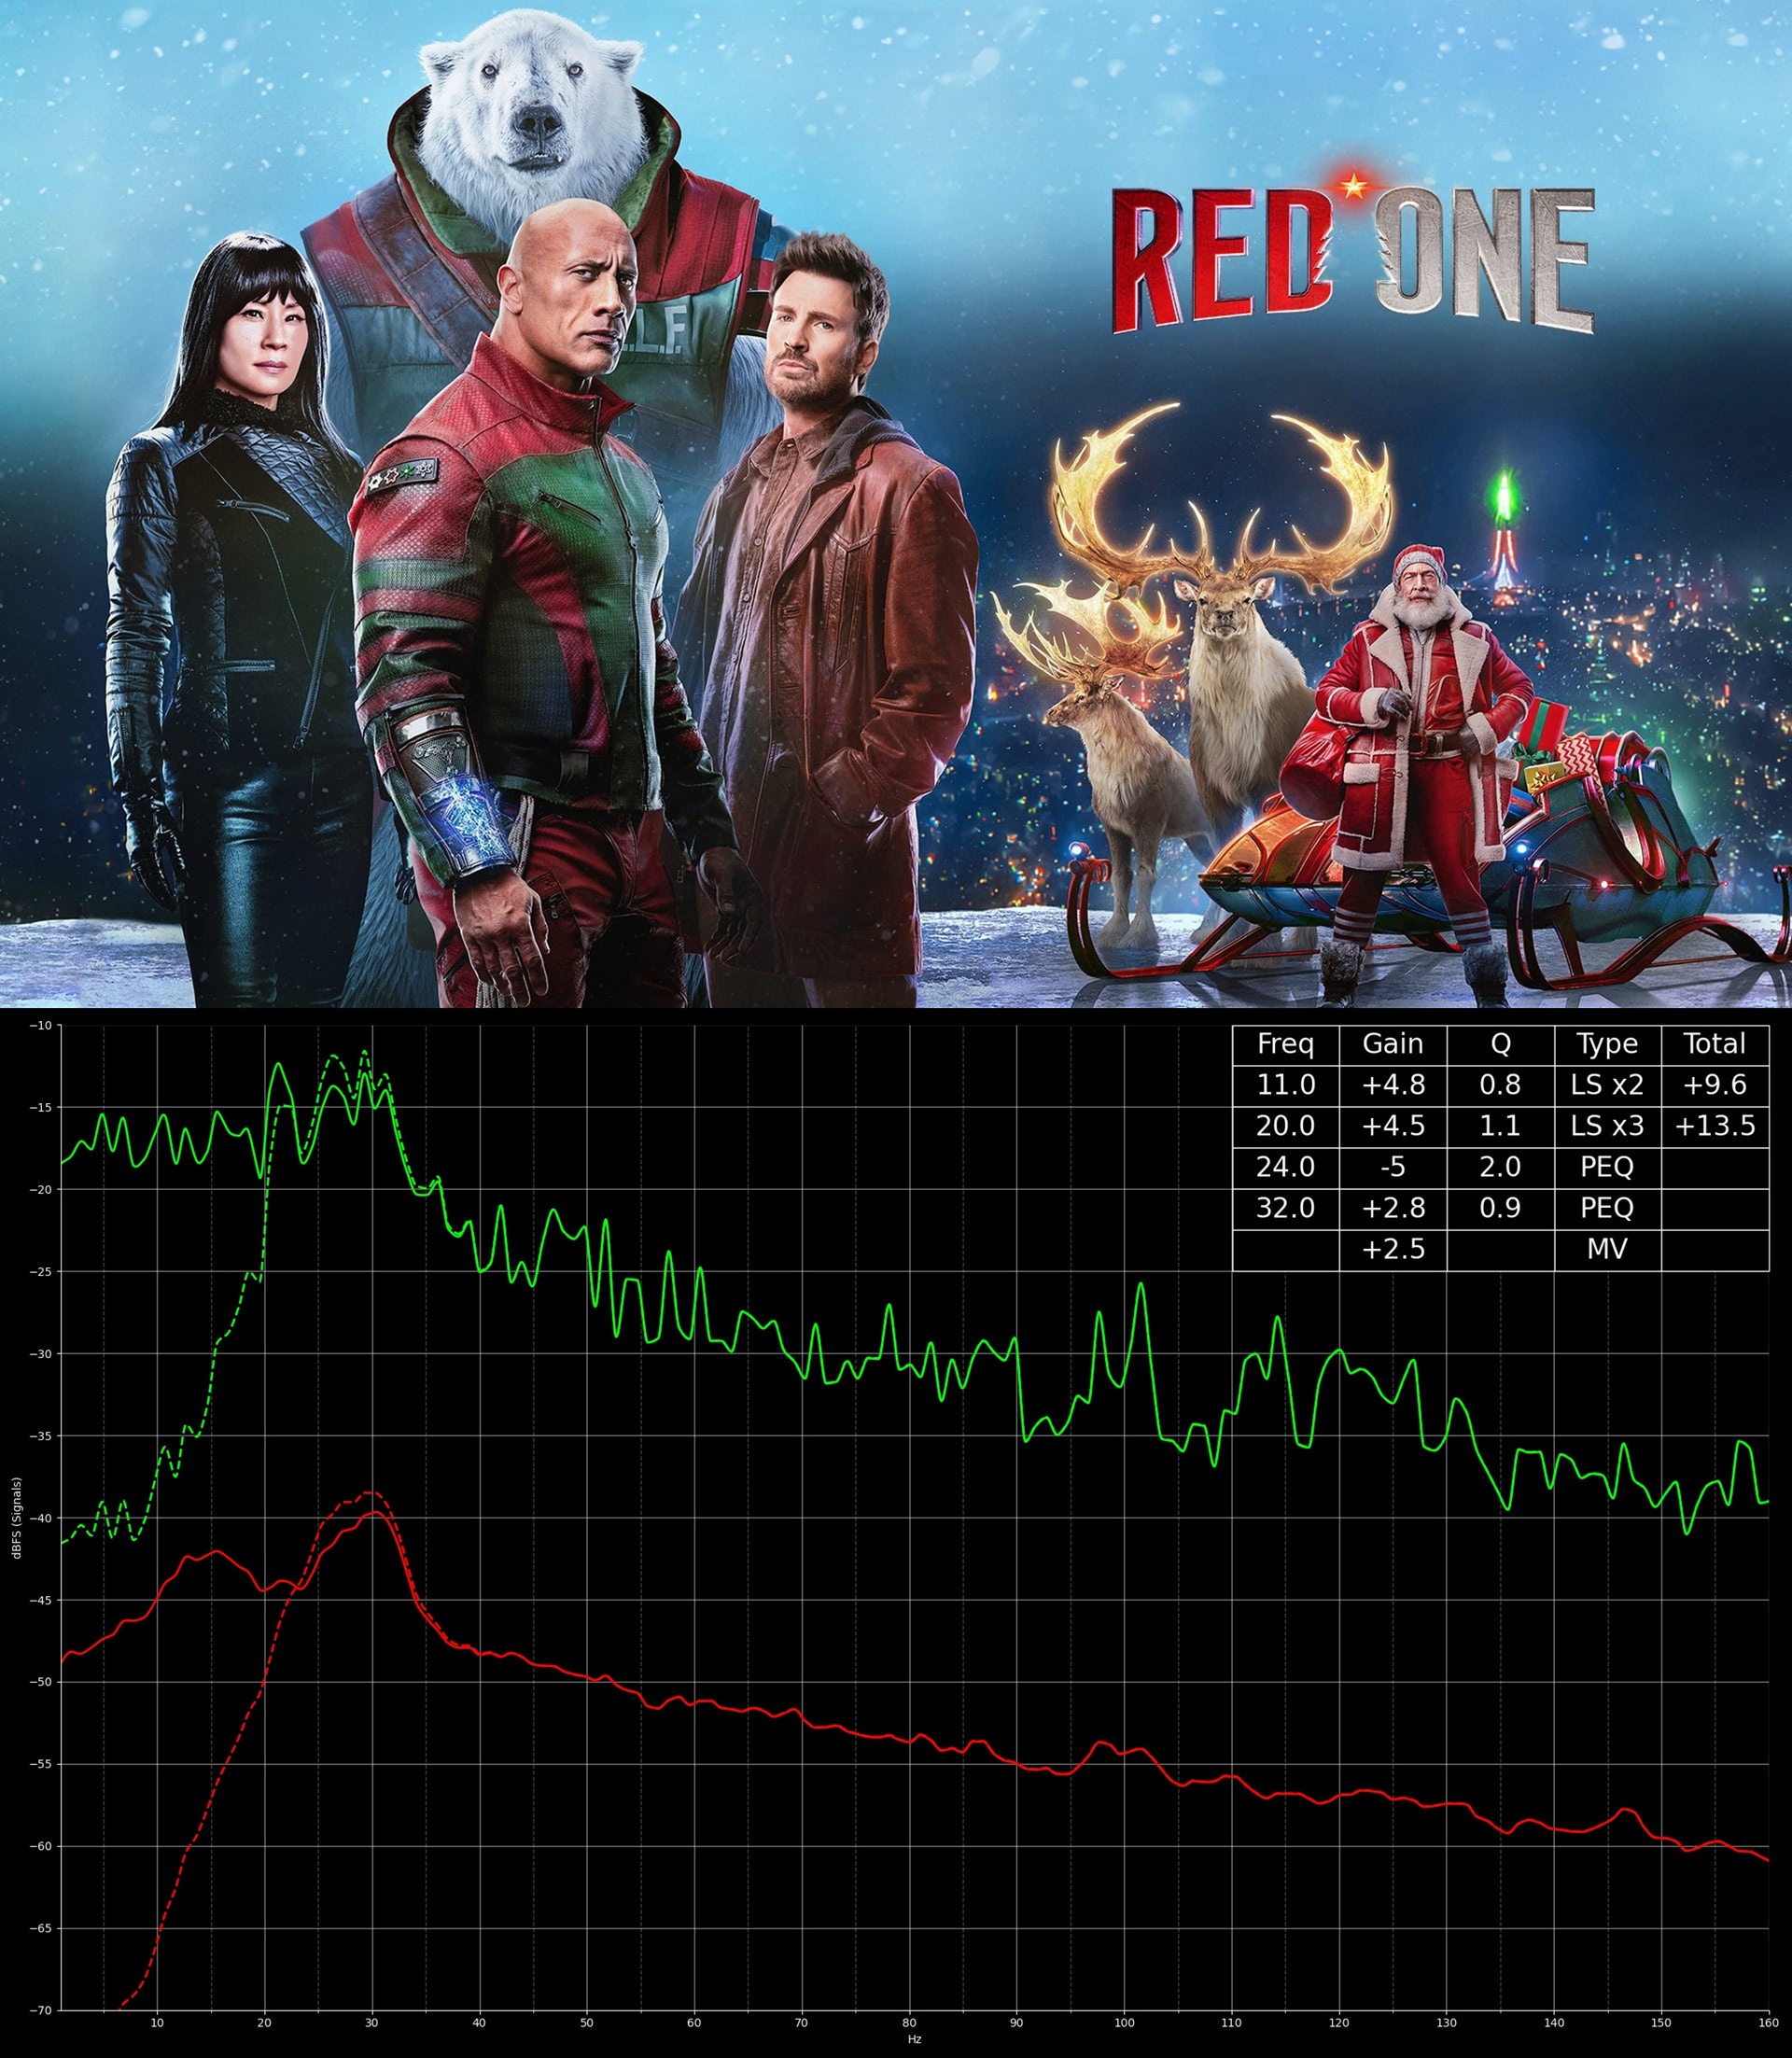 RED ONE
E.L.F.
Freq Gain Q Type Total
11.0 +4.8 0.8 LS x2 +9.6
20.0 +4.5 1.1 LS x3 +13.5
24.0 -5 2.0 PEQ
32.0 +2.8 0.9 PEQ
+2.5 MV
−10
−15
−20
−25
−30
−35
−40
−45
−50
−55
−60
−65
−70
dBFS (Signals)
10 20 30 40 50 60 70 80 90 100 110 120 130 140 150 160
Hz